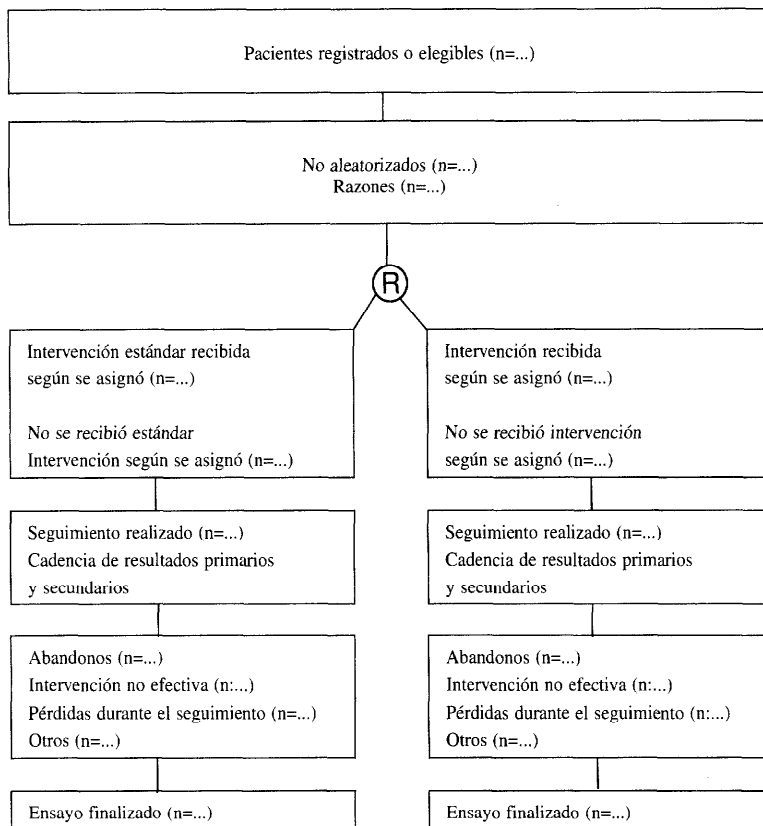 Pacientes registrados o elegibles (n=...)
No aleatorizados (n=...)
Razones (n=...)
R
Intervención estándar recibida
según se asignó (n=...)
No se recibió estándar
Intervención según se asignó (n=...)
Intervención recibida
según se asignó (n=...)
No se recibió intervención
según se asignó (n=...)
Seguimiento realizado (n=...)
Cadencia de resultados primarios
y secundarios
Seguimiento realizado (n=...)
Cadencia de resultados primarios
y secundarios
Abandonos (n=...)
Intervención no efectiva (n:...)
Pérdidas durante el seguimiento (n=...)
Otros (n=...)
Abandonos (n=...)
Intervención no efectiva (n:...)
Pérdidas durante el seguimiento (n:...)
Otros (n=...)
Ensayo finalizado (n=...)
Ensayo finalizado (n=...)